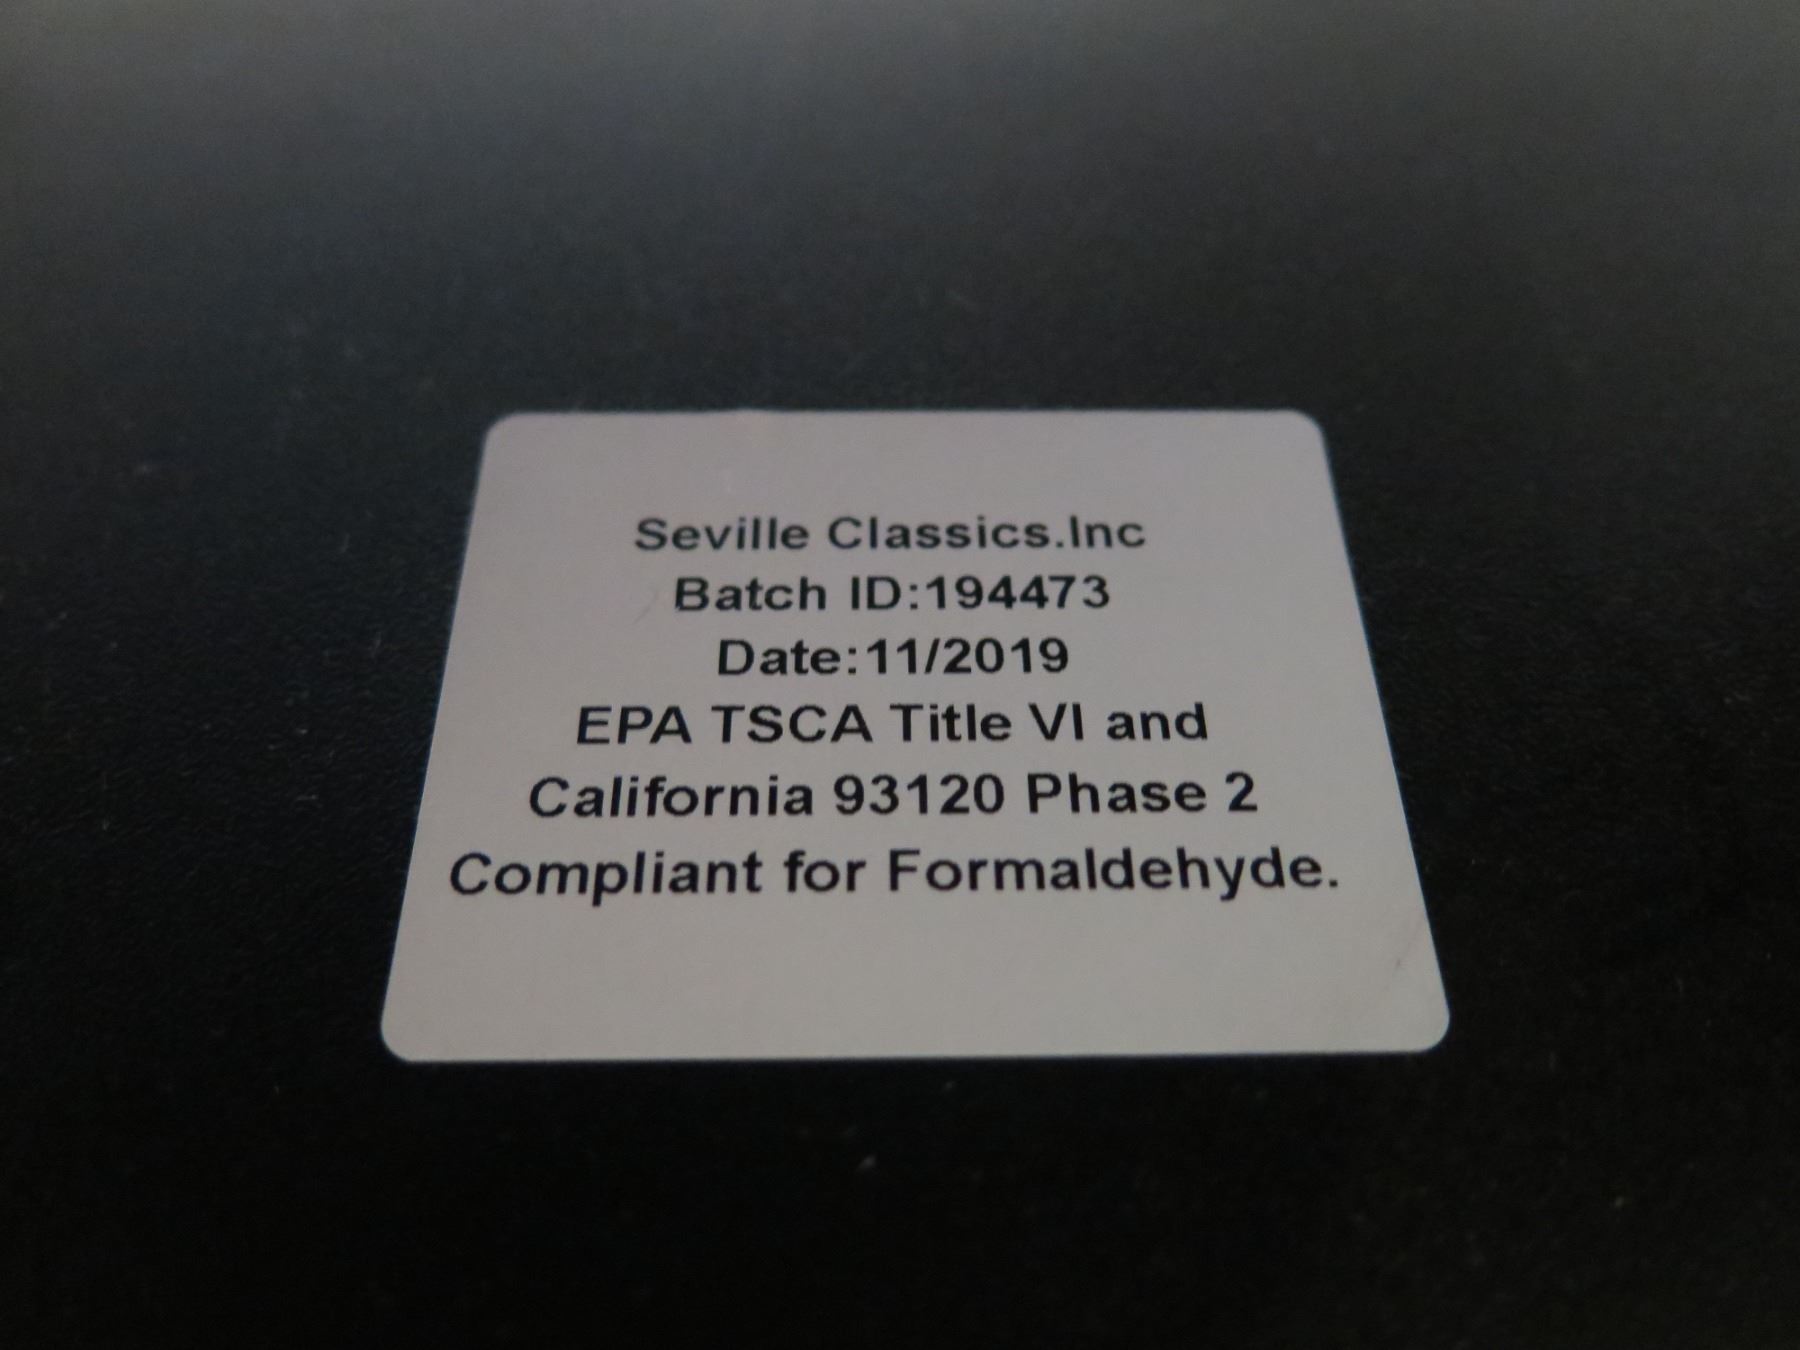 Seville Classics.Inc
Batch ID:194473
Date:11/2019
EPA TSCA Title VI and
California 93120 Phase 2
Compliant for Formaldehyde.